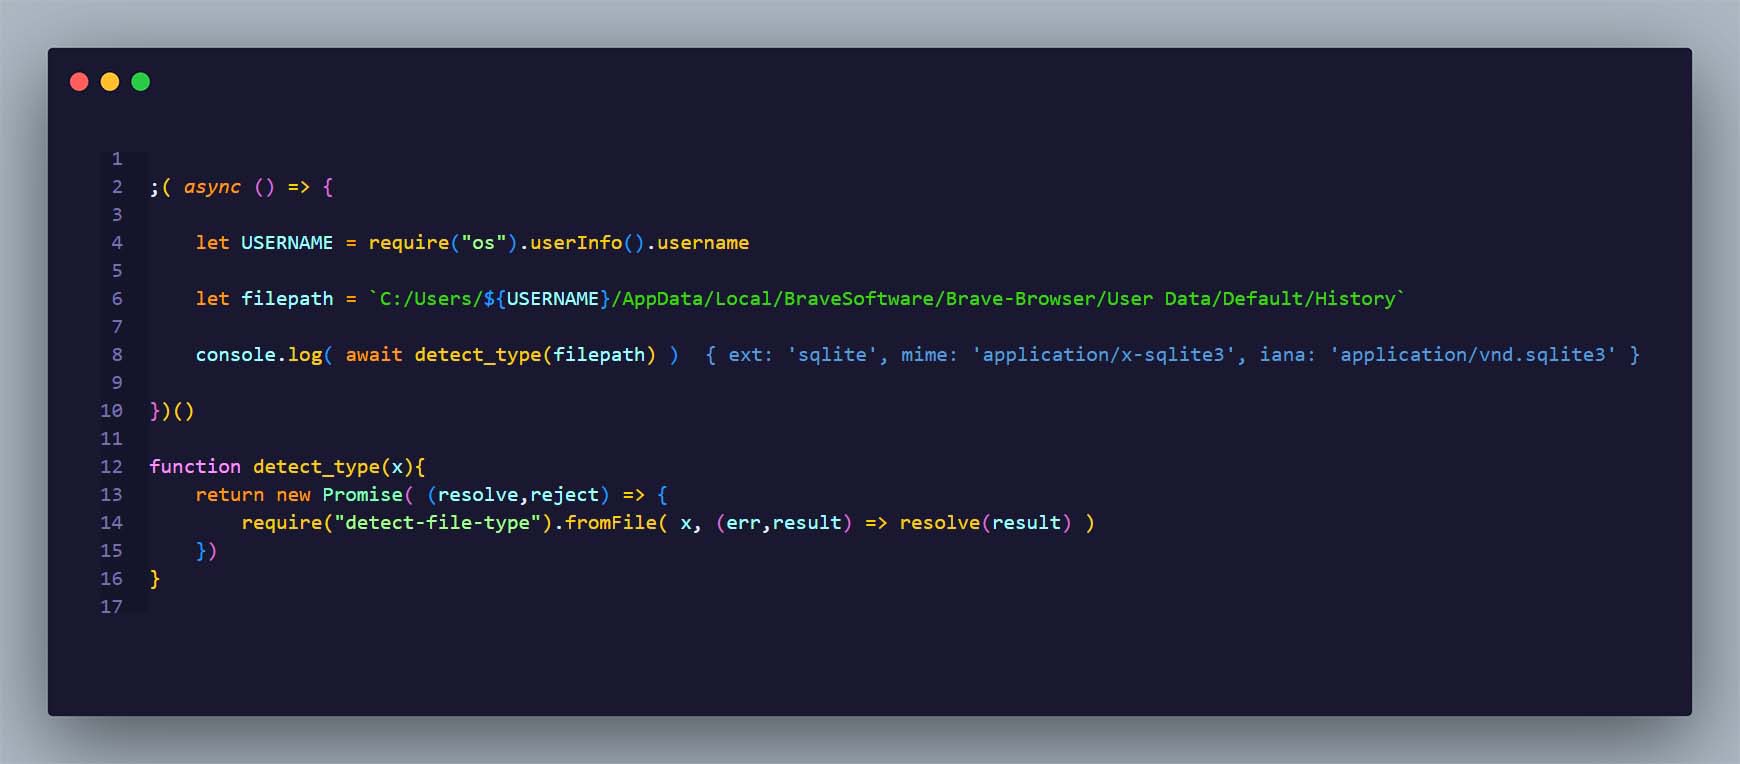 1
2 ;( async () => {
3
4     let USERNAME = require("os").userInfo().username
5
6     let filepath = `C:/Users/${USERNAME}/AppData/Local/BraveSoftware/Brave-Browser/User Data/Default/History`
7
8     console.log( await detect_type(filepath) )  { ext: 'sqlite', mime: 'application/x-sqlite3', iana: 'application/vnd.sqlite3' }
9
10 })()
11
12 function detect_type(x){
13     return new Promise( (resolve,reject) => {
14         require("detect-file-type").fromFile( x, (err,result) => resolve(result) )
15     })
16 }
17